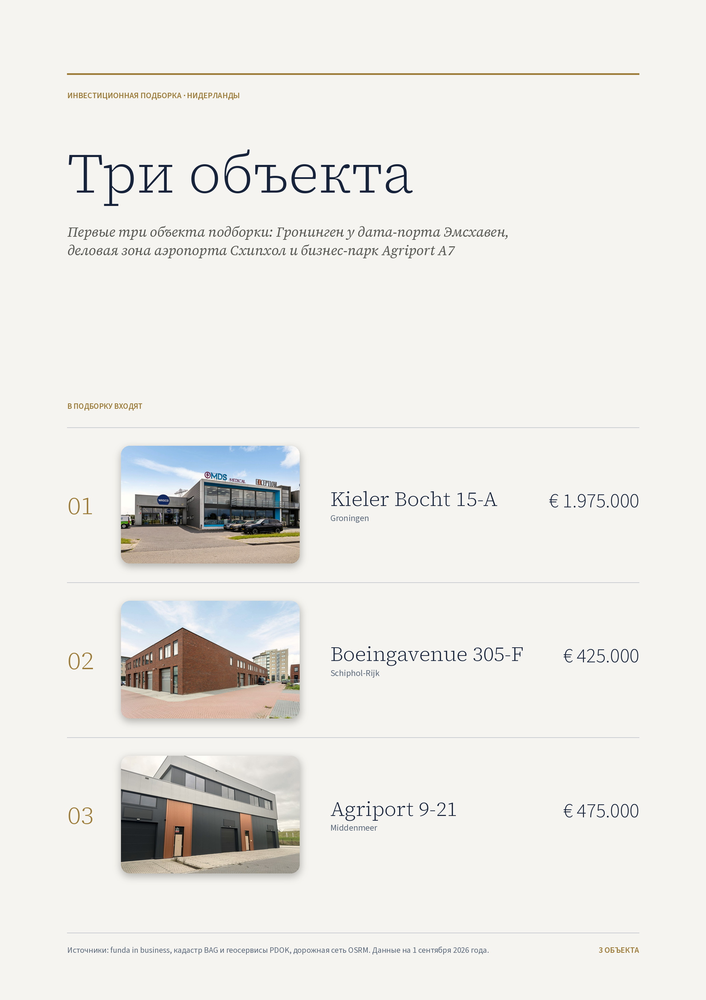 ИНВЕСТИЦИОННАЯ ПОДБОРКА · НИДЕРЛАНДЫ
Три объекта
Первые три объекта подборки: Гронинген у дата-порта Эмсхавен,
деловая зона аэропорта Схипхол и бизнес-парк Agriport A7
В ПОДБОРКУ ВХОДЯТ
01
MDS MEDICAL
EXCEPTION
WASCO
Kieler Bocht 15-A
Groningen
€ 1.975.000
02
Boeingavenue 305-F
Schiphol-Rijk
€ 425.000
03
Agriport 9-21
Middenmeer
€ 475.000
Источники: funda in business, кадастр BAG и геосервисы PDOK, дорожная сеть OSRM. Данные на 1 сентября 2026 года.
3 ОБЪЕКТА